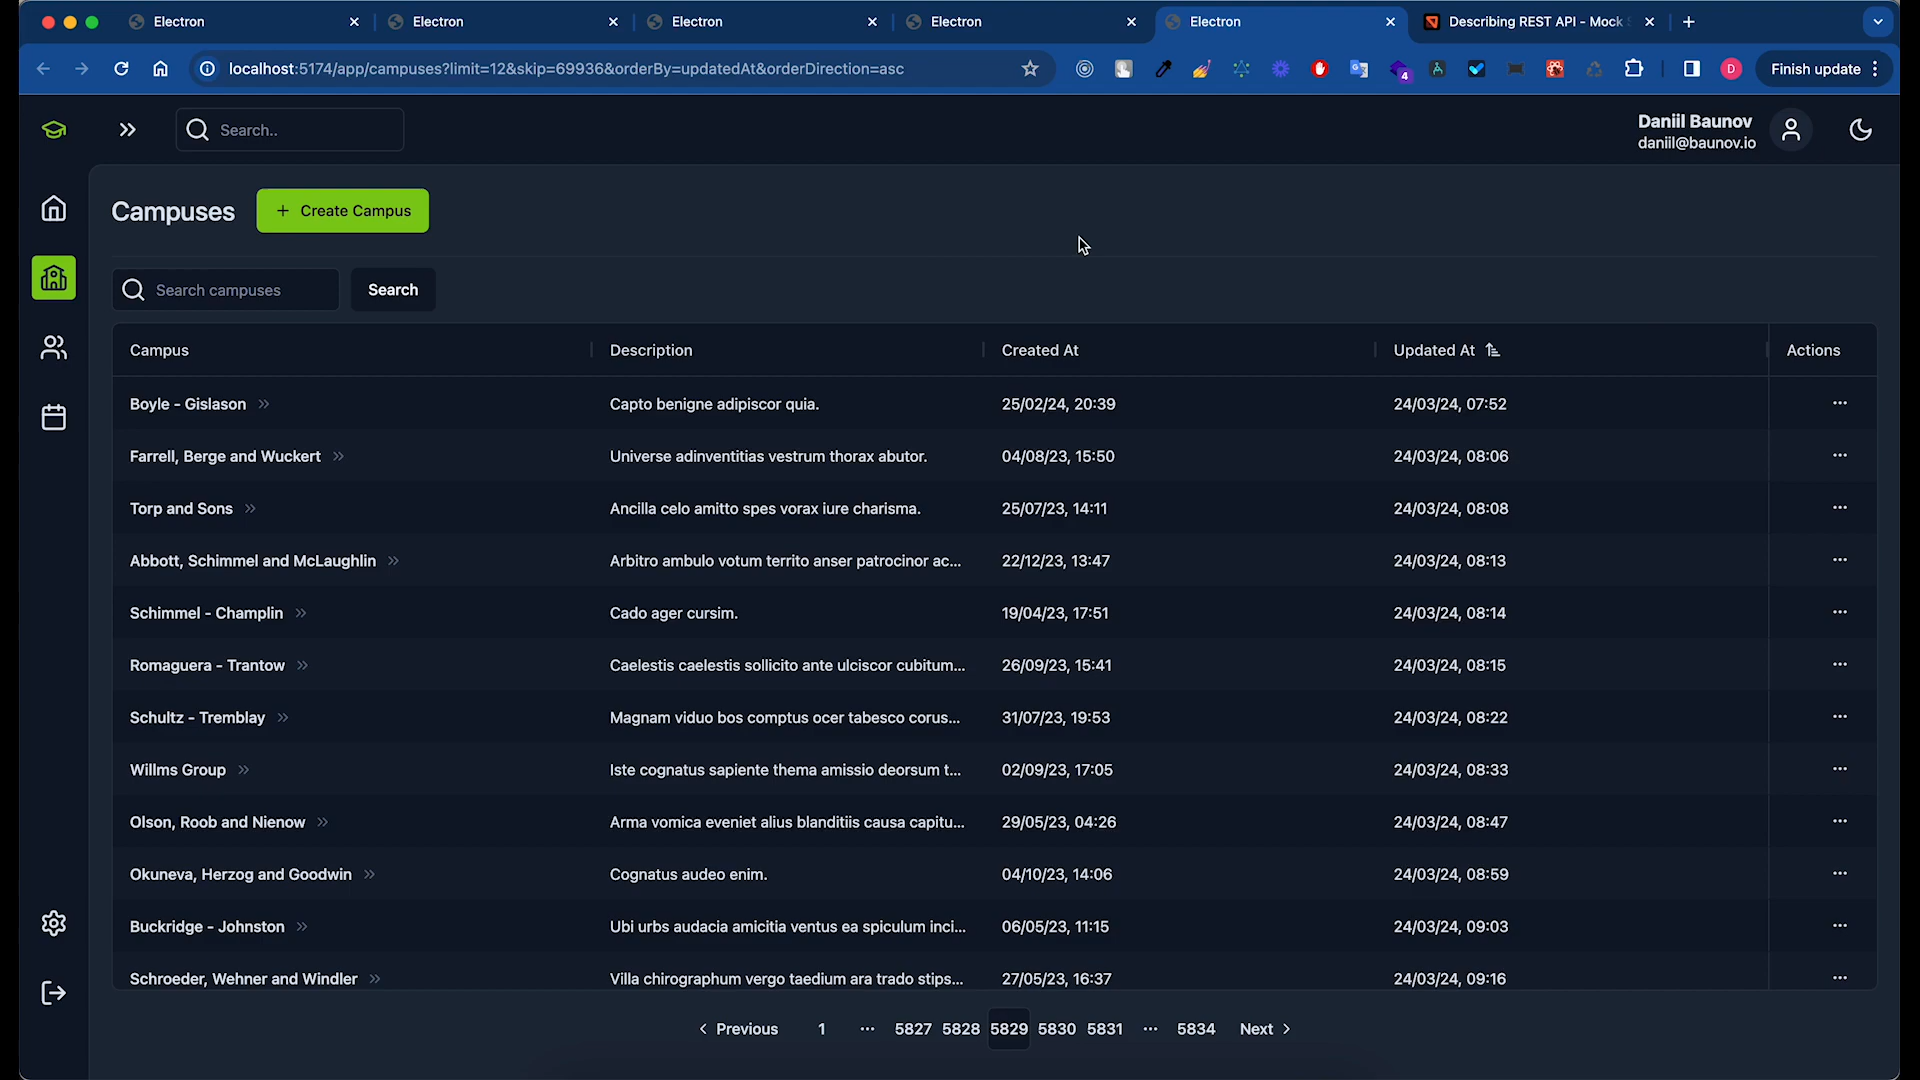 Electron
Electron
Electron
Electron
Electron
Describing REST API - Mock
localhost:5174/app/campuses?limit=12&skip=69936&orderBy=updatedAt&orderDirection=asc
4
D
Finish update
Search..
Daniil Baunov
daniil@baunov.io
Campuses
+ Create Campus
Search campuses
Search
Campus Description Created At Updated At Actions
Boyle - Gislason » Capto benigne adipiscor quia. 25/02/24, 20:39 24/03/24, 07:52 ...
Farrell, Berge and Wuckert » Universe adinventitias vestrum thorax abutor. 04/08/23, 15:50 24/03/24, 08:06 ...
Torp and Sons » Ancilla celo amitto spes vorax iure charisma. 25/07/23, 14:11 24/03/24, 08:08 ...
Abbott, Schimmel and McLaughlin » Arbitro ambulo votum territo anser patrocinor ac... 22/12/23, 13:47 24/03/24, 08:13 ...
Schimmel - Champlin » Cado ager cursim. 19/04/23, 17:51 24/03/24, 08:14 ...
Romaguera - Trantow » Caelestis caelestis sollicito ante ulciscor cubitum... 26/09/23, 15:41 24/03/24, 08:15 ...
Schultz - Tremblay » Magnam viduo bos comptus ocer tabesco corus... 31/07/23, 19:53 24/03/24, 08:22 ...
Willms Group » Iste cognatus sapiente thema amissio deorsum t... 02/09/23, 17:05 24/03/24, 08:33 ...
Olson, Roob and Nienow » Arma vomica eveniet alius blanditiis causa capitu... 29/05/23, 04:26 24/03/24, 08:47 ...
Okuneva, Herzog and Goodwin » Cognatus audeo enim. 04/10/23, 14:06 24/03/24, 08:59 ...
Buckridge - Johnston » Ubi urbs audacia amicitia ventus ea spiculum inci... 06/05/23, 11:15 24/03/24, 09:03 ...
Schroeder, Wehner and Windler » Villa chirographum vergo taedium ara trado stips... 27/05/23, 16:37 24/03/24, 09:16 ...
< Previous 1 ... 5827 5828 5829 5830 5831 ... 5834 Next >